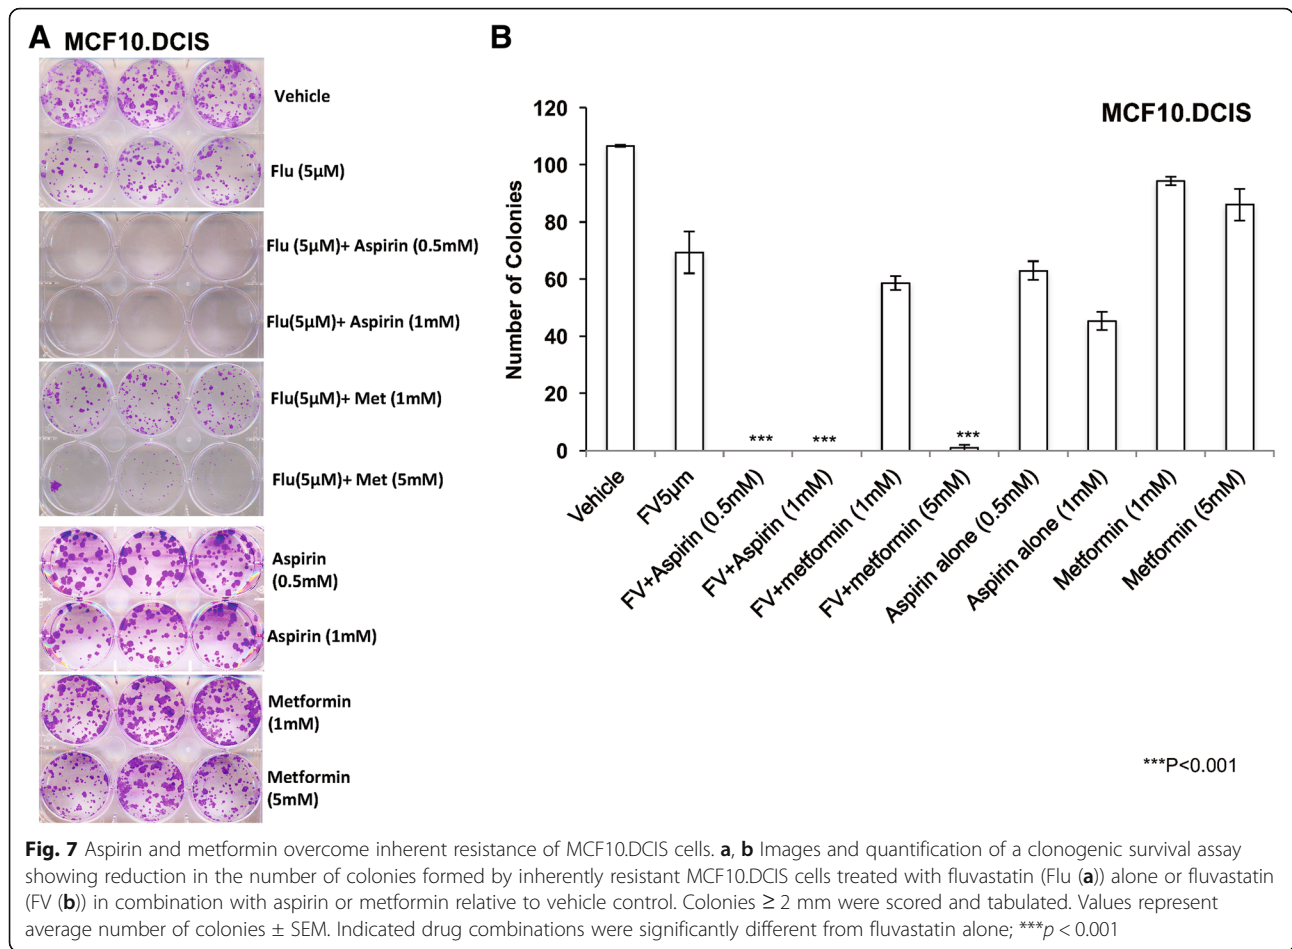 A MCF10.DCIS
Vehicle
Flu (5µM)
Flu (5µM)+ Aspirin (0.5mM)
Flu(5µM)+ Aspirin (1mM)
Flu(5µM)+ Met (1mM)
Flu(5µM)+ Met (5mM)
Aspirin
(0.5mM)
Aspirin (1mM)
Metformin
(1mM)
Metformin
(5mM)
B
MCF10.DCIS
Number of Colonies
120
100
80
60
40
20
0
***
***
***
Vehicle
FV5µm
FV+Aspirin (0.5mM)
FV+Aspirin (1mM)
FV+metformin (1mM)
FV+metformin (5mM)
Aspirin alone (0.5mM)
Aspirin alone (1mM)
Metformin (1mM)
Metformin (5mM)
***P<0.001
Fig. 7 Aspirin and metformin overcome inherent resistance of MCF10.DCIS cells. a, b Images and quantification of a clonogenic survival assay
showing reduction in the number of colonies formed by inherently resistant MCF10.DCIS cells treated with fluvastatin (Flu (a)) alone or fluvastatin
(FV (b)) in combination with aspirin or metformin relative to vehicle control. Colonies ≥ 2 mm were scored and tabulated. Values represent
average number of colonies ± SEM. Indicated drug combinations were significantly different from fluvastatin alone; ***p < 0.001